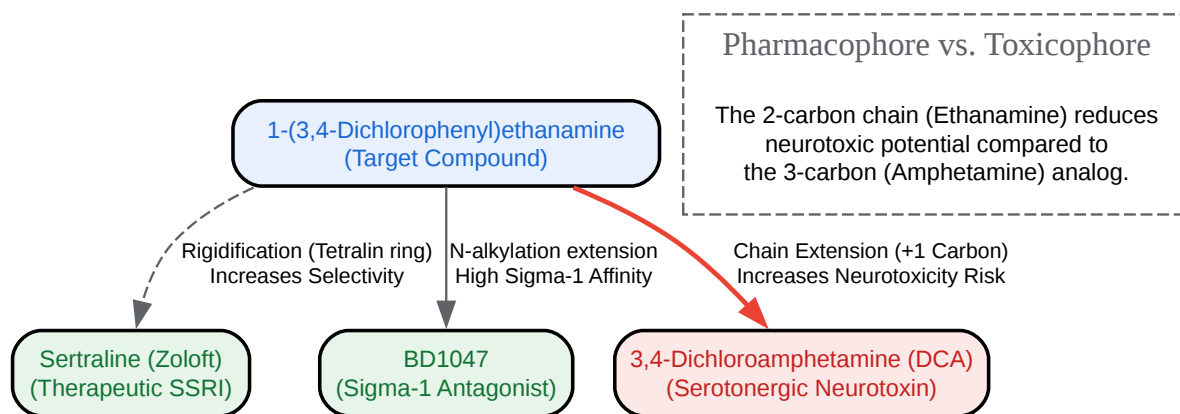 Pharmacophore vs. Toxicophore
The 2-carbon chain (Ethanamine) reduces
neurotoxic potential compared to
the 3-carbon (Amphetamine) analog.
1-(3,4-Dichlorophenyl)ethanamine
(Target Compound)
Rigidification (Tetralin ring)
Increases Selectivity
N-alkylation extension
High Sigma-1 Affinity
Chain Extension (+1 Carbon)
Increases Neurotoxicity Risk
Sertraline (Zoloft)
(Therapeutic SSRI)
BD1047
(Sigma-1 Antagonist)
3,4-Dichloroamphetamine (DCA)
(Serotonergic Neurotoxin)